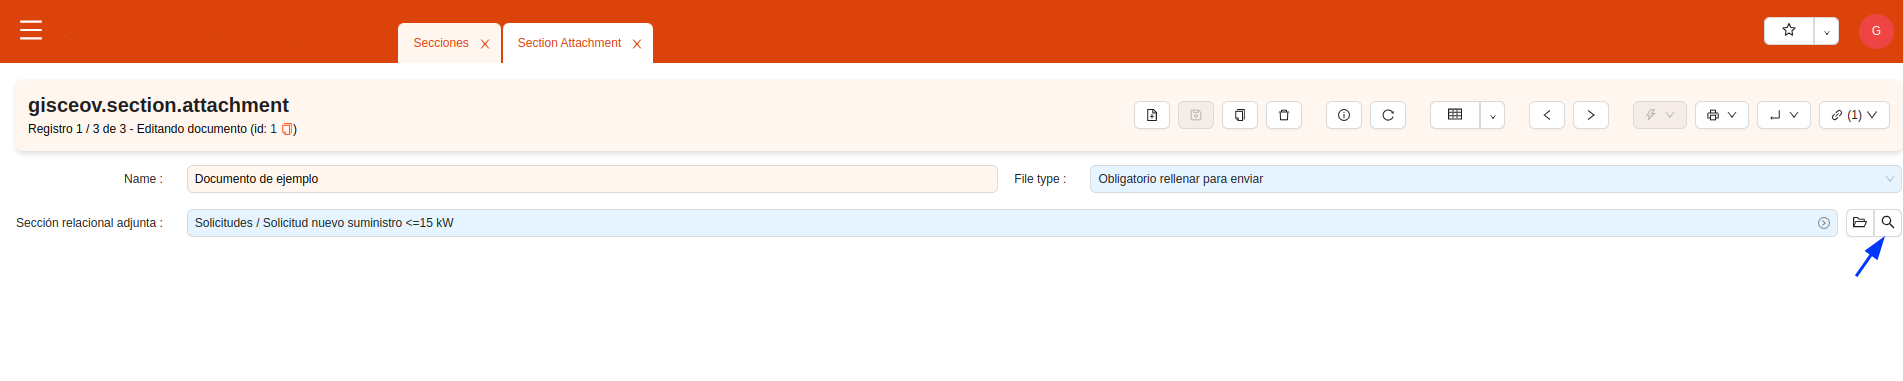 Secciones
Section Attachment
G
gisceov.section.attachment
Registro 1 / 3 de 3 - Editando documento (id: 1 )
(1)
Name :
Documento de ejemplo
File type :
Obligatorio rellenar para enviar
Sección relacional adjunta :
Solicitudes / Solicitud nuevo suministro <=15 kW